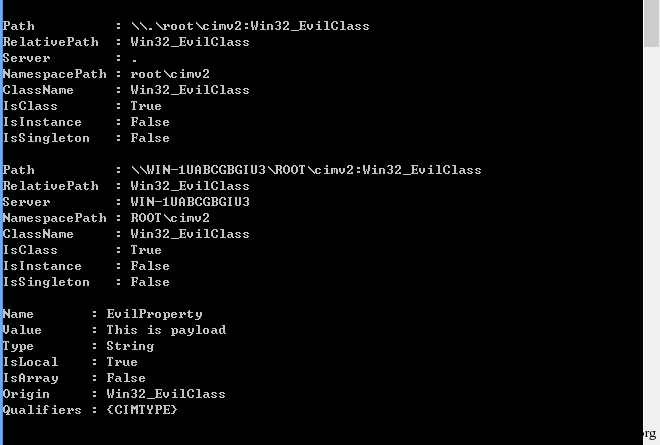 Path          : \\.\root\cimv2:Win32_EvilClass
RelativePath  : Win32_EvilClass
Server        : .
NamespacePath : root\cimv2
ClassName     : Win32_EvilClass
IsClass       : True
IsInstance    : False
IsSingleton   : False
Path          : \\WIN-1UABCGBGIU3\ROOT\cimv2:Win32_EvilClass
RelativePath  : Win32_EvilClass
Server        : WIN-1UABCGBGIU3
NamespacePath : ROOT\cimv2
ClassName     : Win32_EvilClass
IsClass       : True
IsInstance    : False
IsSingleton   : False
Name       : EvilProperty
Value      : This is payload
Type       : String
IsLocal    : True
IsArray    : False
Origin     : Win32_EvilClass
Qualifiers : {CIMTYPE}